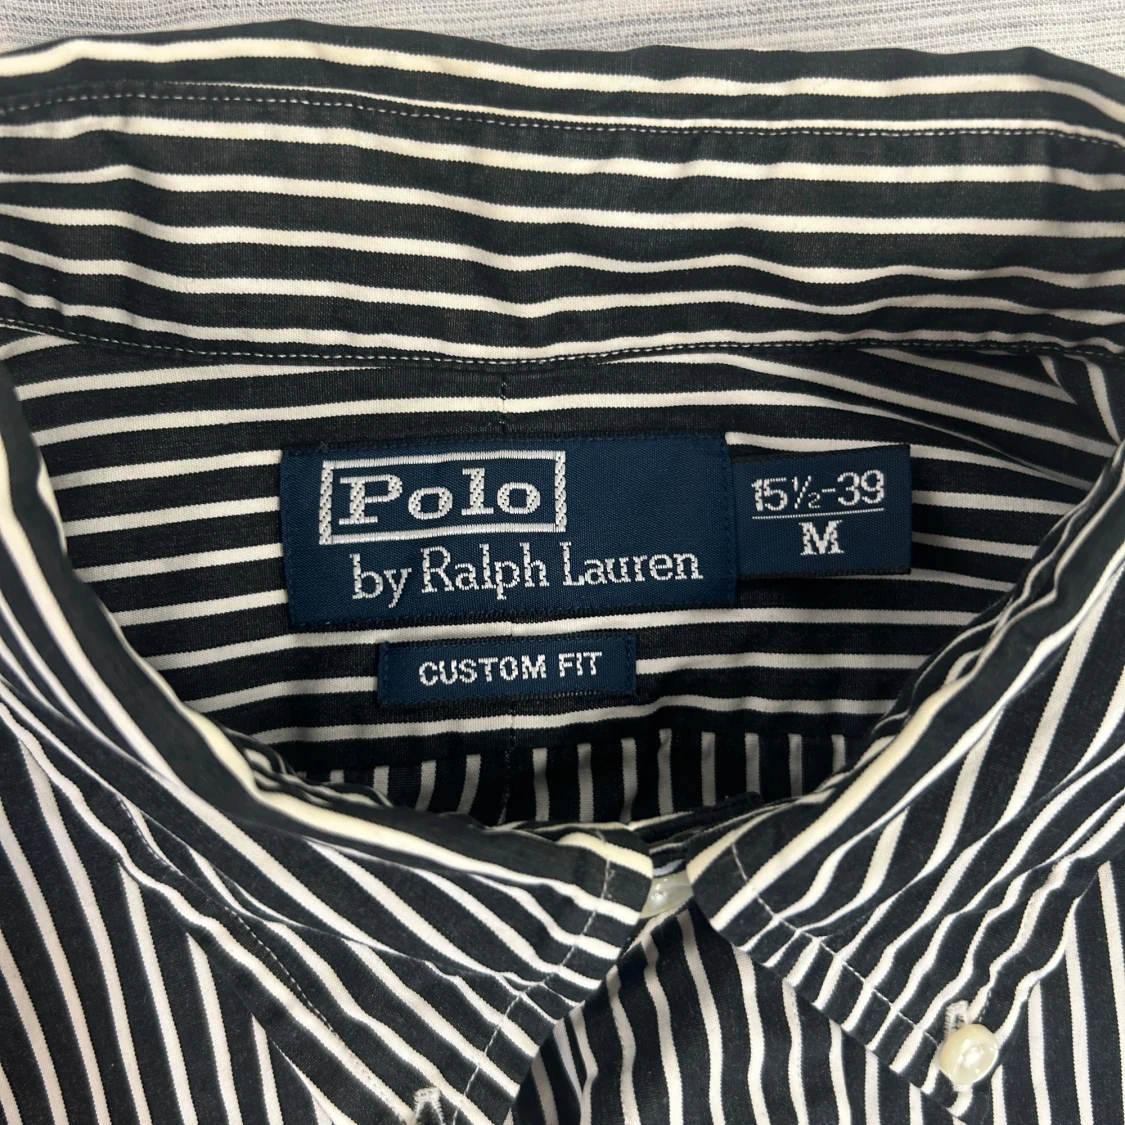 Polo
by Ralph Lauren
15½-39
M
CUSTOM FIT